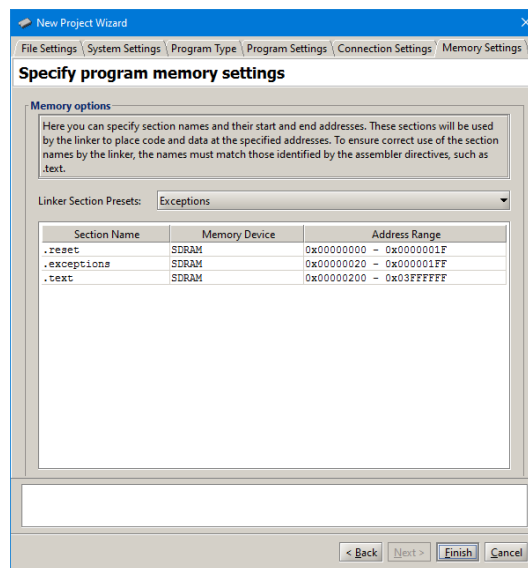 New Project Wizard
File Settings System Settings Program Type Program Settings Connection Settings Memory Settings
Specify program memory settings
Memory options
Here you can specify section names and their start and end addresses. These sections will be used
by the linker to place code and data at the specified addresses. To ensure correct use of the section
names by the linker, the names must match those identified by the assembler directives, such as
.text.
Linker Section Presets: Exceptions
Section Name Memory Device Address Range
.reset SDRAM 0x00000000 - 0x0000001F
.exceptions SDRAM 0x00000020 - 0x000001FF
.text SDRAM 0x00000200 - 0x03FFFFFF
< Back Next > Finish Cancel